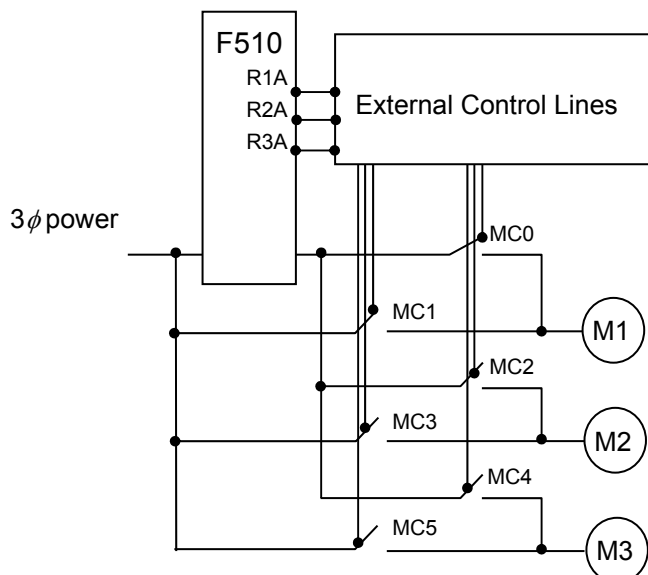 F510
R1A
R2A
R3A
External Control Lines
3ϕ power
MC0
MC1
M1
MC2
MC3
M2
MC4
MC5
M3